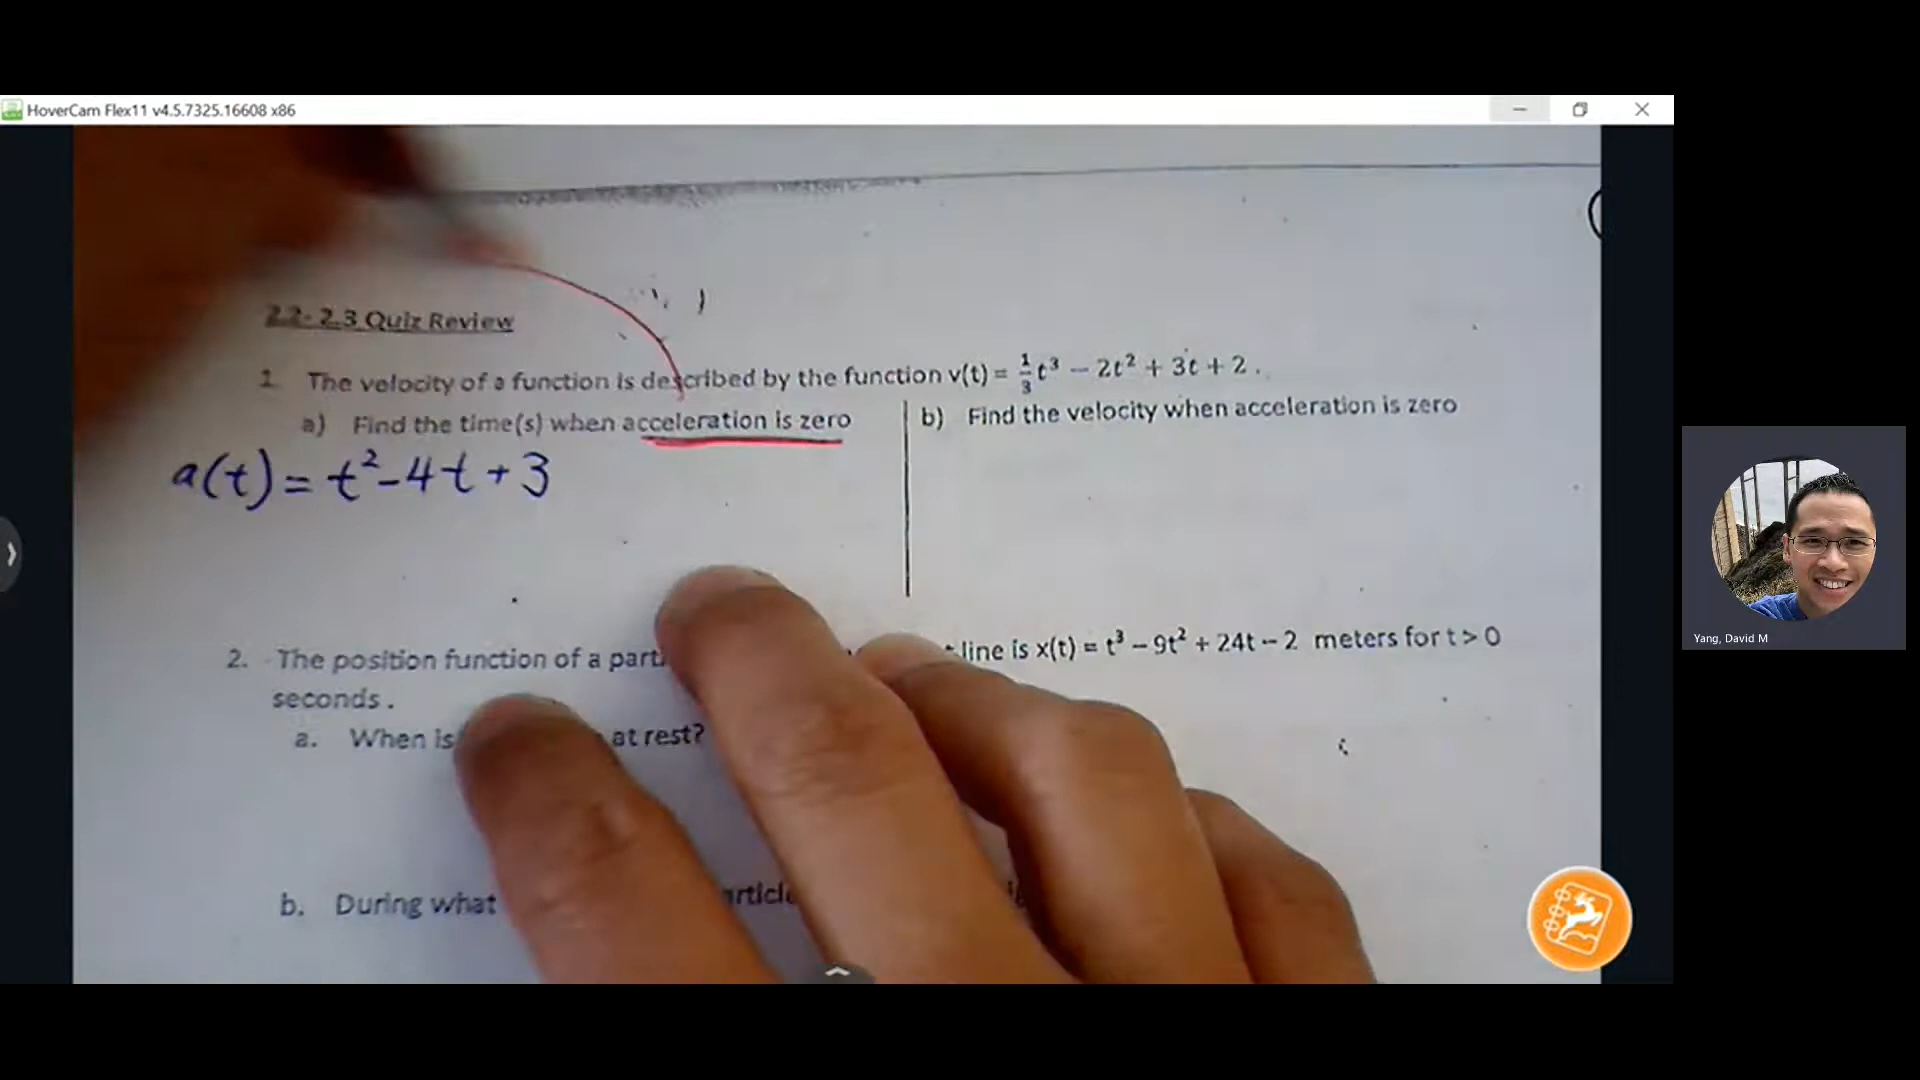 HoverCam Flex11 v4.5.7325.16608 x86
2.2- 2.3 Quiz Review
1. The velocity of a function is described by the function v(t) = 1/3 t³ - 2t² + 3t + 2 .
a) Find the time(s) when acceleration is zero
a(t) = t² - 4t + 3
b) Find the velocity when acceleration is zero
2. The position function of a line is x(t) = t³ - 9t² + 24t - 2 meters for t > 0
seconds .
a. When is at rest?
b. During what
Yang, David M